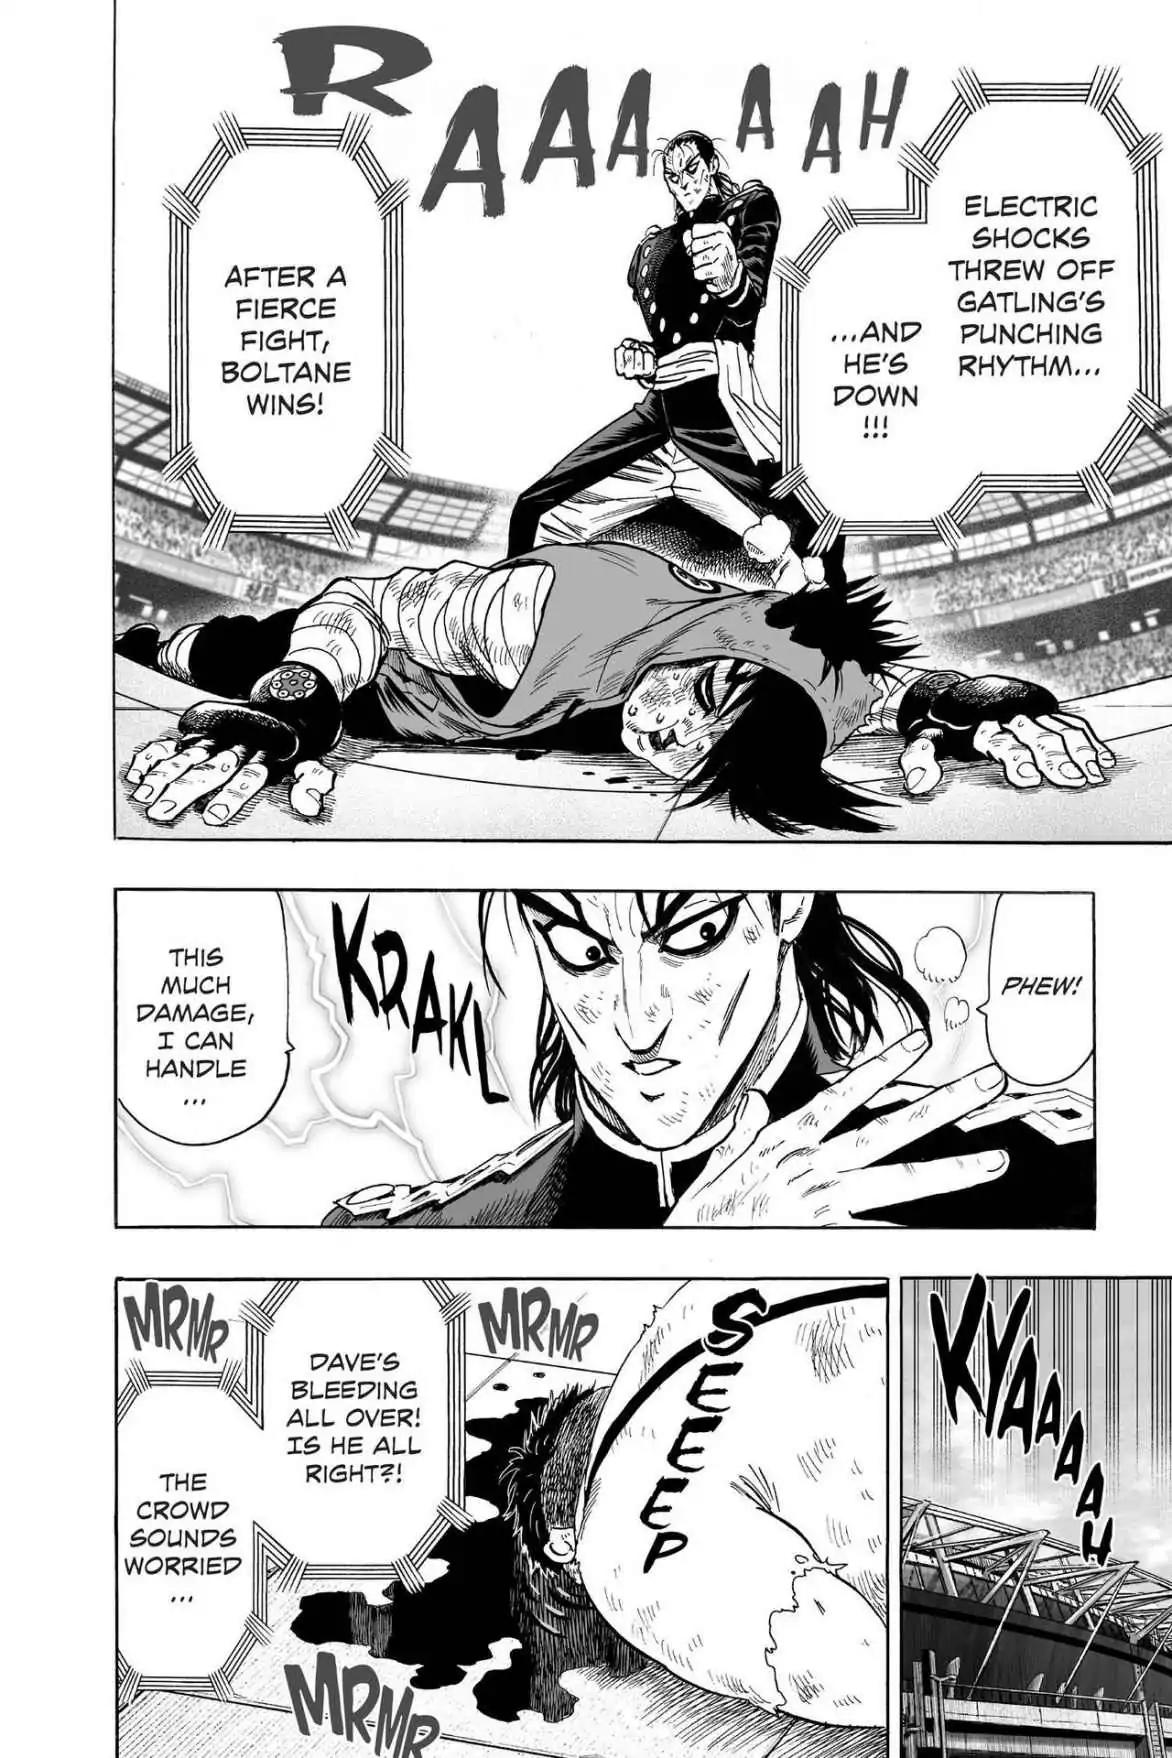 RAAAAAAH
ELECTRIC
SHOCKS
THREW OFF
GATLING'S
PUNCHING
RHYTHM...
...AND
HE'S
DOWN
!!!
AFTER A
FIERCE
FIGHT,
BOLTANE
WINS!
PHEW!
KRAKL
THIS
MUCH
DAMAGE,
I CAN
HANDLE
...
KYAAAAAH
SEEEEP
MRMR
DAVE'S
BLEEDING
ALL OVER!
IS HE ALL
RIGHT?!
MRMR
THE
CROWD
SOUNDS
WORRIED
...
MRMR